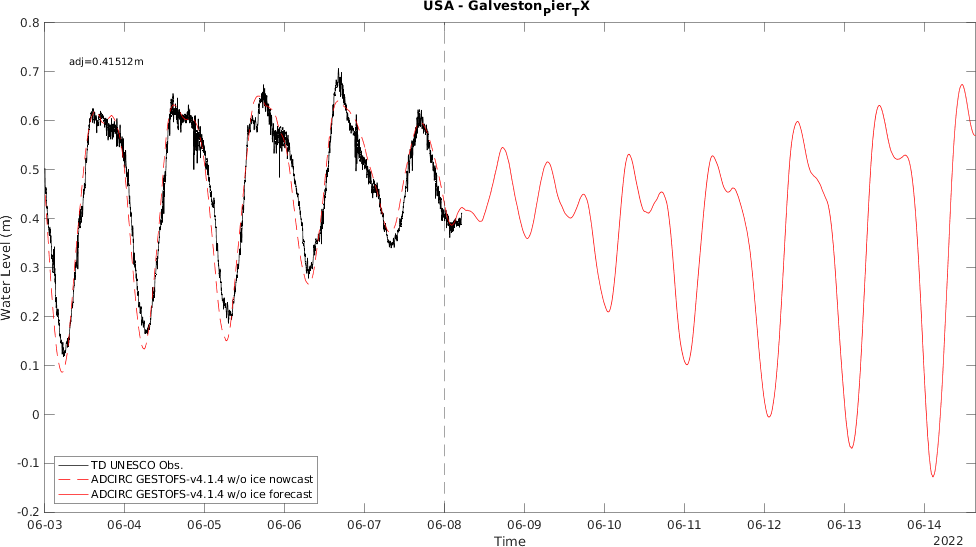 USA - GalvestonPierTX
0.8
0.7
0.6
0.5
0.4
0.3
0.2
0.1
0
-0.1
-0.2
Water Level (m)
adj=0.41512m
TD UNESCO Obs.
ADCIRC GESTOFS-v4.1.4 w/o ice nowcast
ADCIRC GESTOFS-v4.1.4 w/o ice forecast
06-03 06-04 06-05 06-06 06-07 06-08 06-09 06-10 06-11 06-12 06-13 06-14
Time
2022